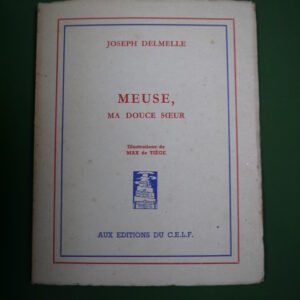 JOSEPH DELMELLE
MEUSE,
MA DOUCE SŒUR
Illustrations de
MAX de TIÈGE
AUX EDITIONS DU C.E.L.F.